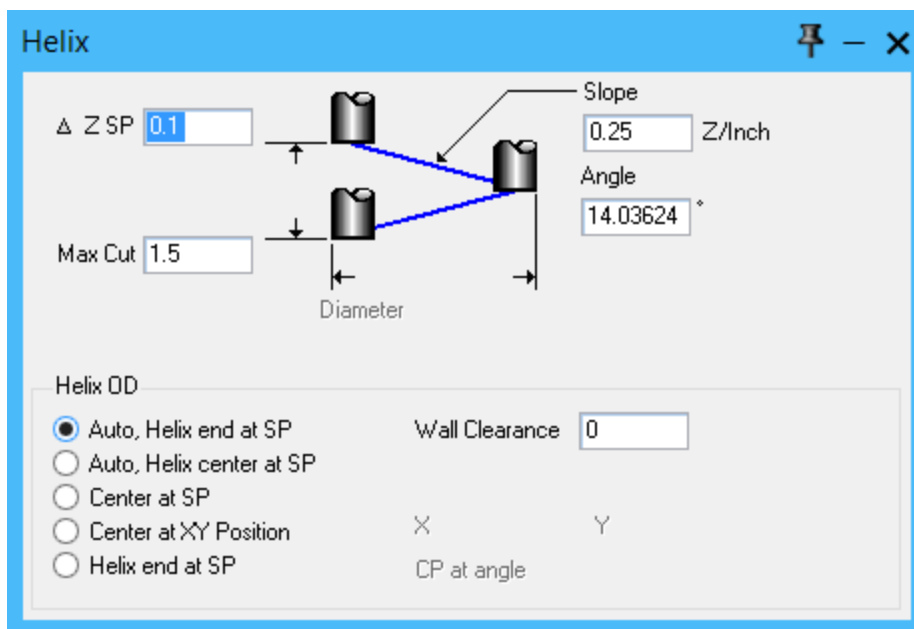 Helix
Δ Z SP 0.1
Slope
0.25 Z/Inch
Angle
14.03624 °
Max Cut 1.5
Diameter
Helix OD
Auto, Helix end at SP Wall Clearance 0
Auto, Helix center at SP
Center at SP
Center at XY Position X Y
Helix end at SP CP at angle